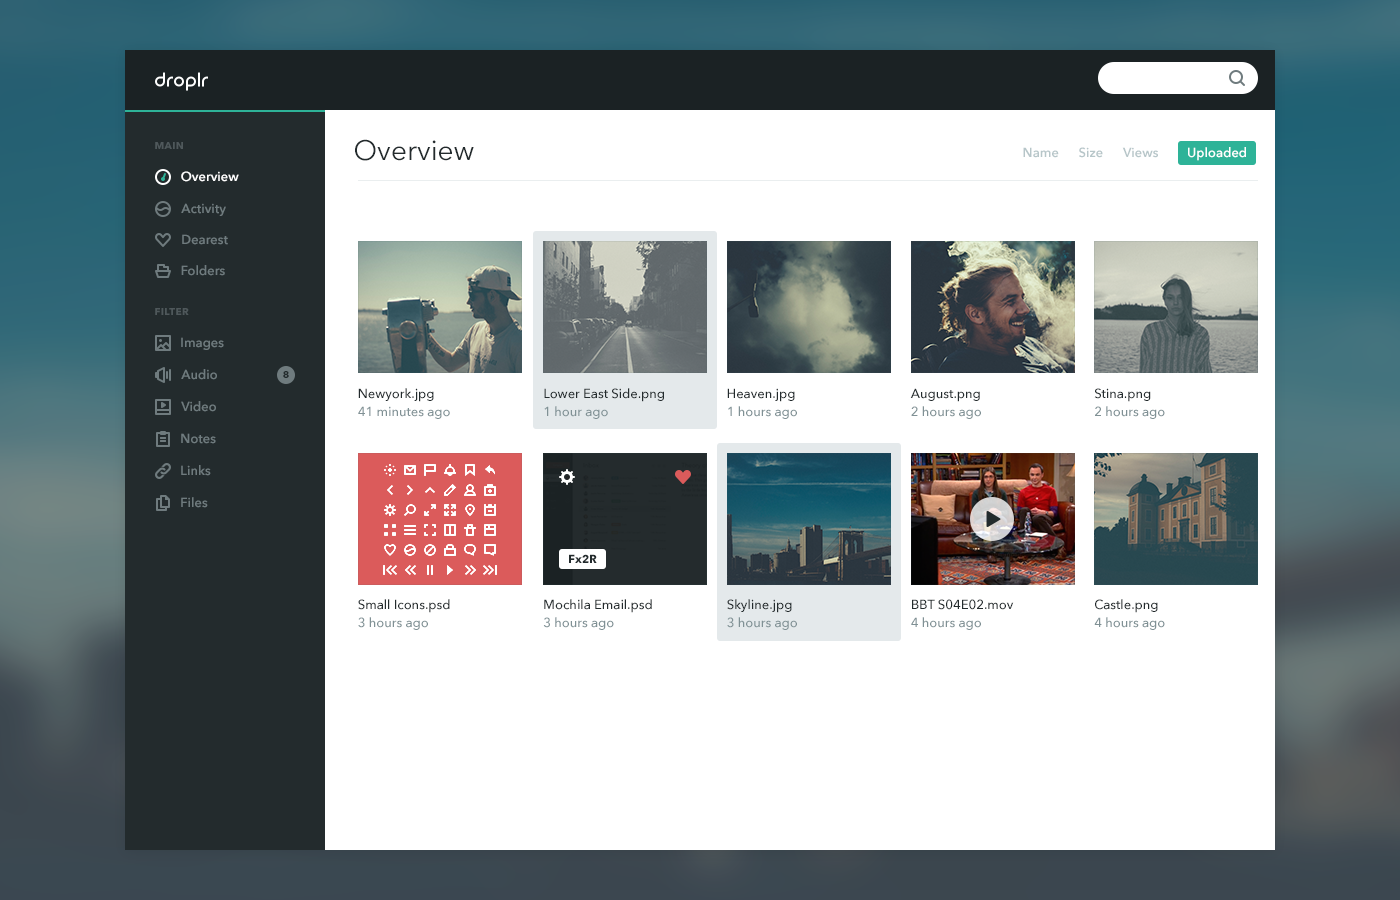 droplr
MAIN
Overview
Activity
Dearest
Folders
FILTER
Images
Audio 8
Video
Notes
Links
Files
Overview
Name Size Views Uploaded
Newyork.jpg
41 minutes ago
Lower East Side.png
1 hour ago
Heaven.jpg
1 hours ago
August.png
2 hours ago
Stina.png
2 hours ago
Small Icons.psd
3 hours ago
Fx2R
Mochila Email.psd
3 hours ago
Skyline.jpg
3 hours ago
BBT S04E02.mov
4 hours ago
Castle.png
4 hours ago